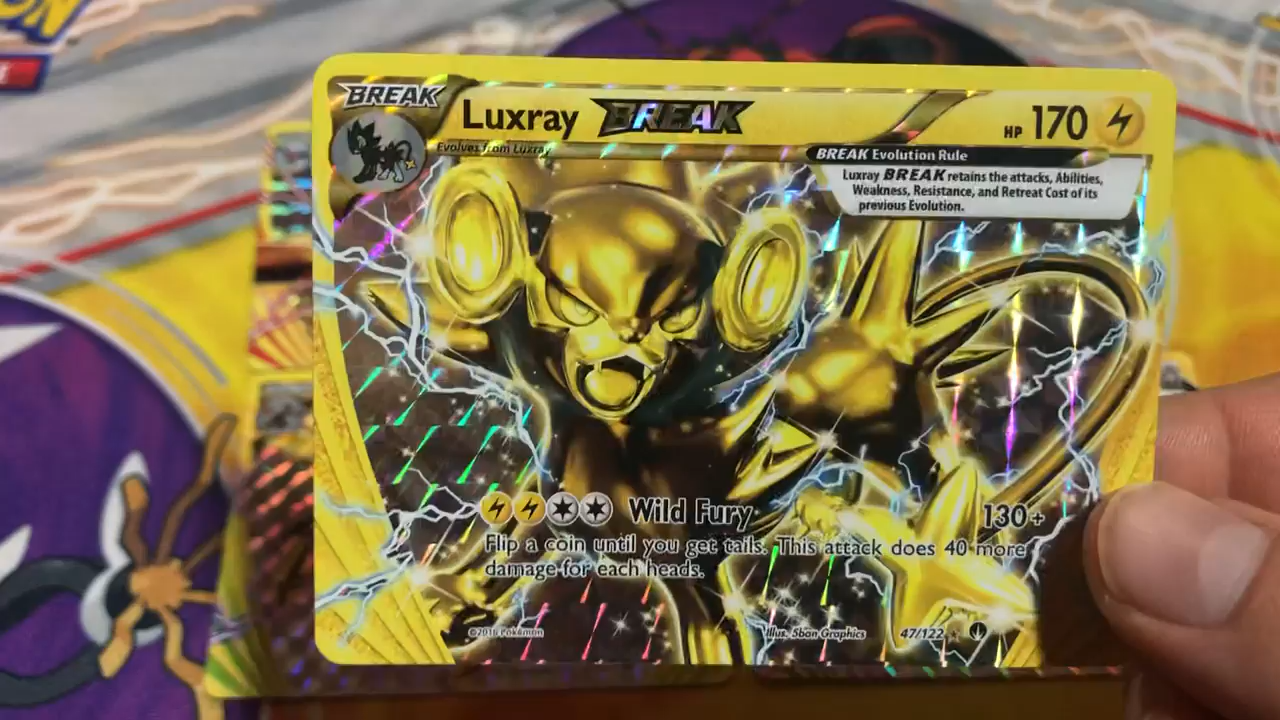 BREAK
Luxray BREAK
HP 170
Evolves from Luxray
BREAK Evolution Rule
Luxray BREAK retains the attacks, Abilities,
Weakness, Resistance, and Retreat Cost of its
previous Evolution.
Wild Fury 130+
Flip a coin until you get tails. This attack does 40 more
damage for each heads.
©2016 Pokémon
Illus. 5ban Graphics
47/122